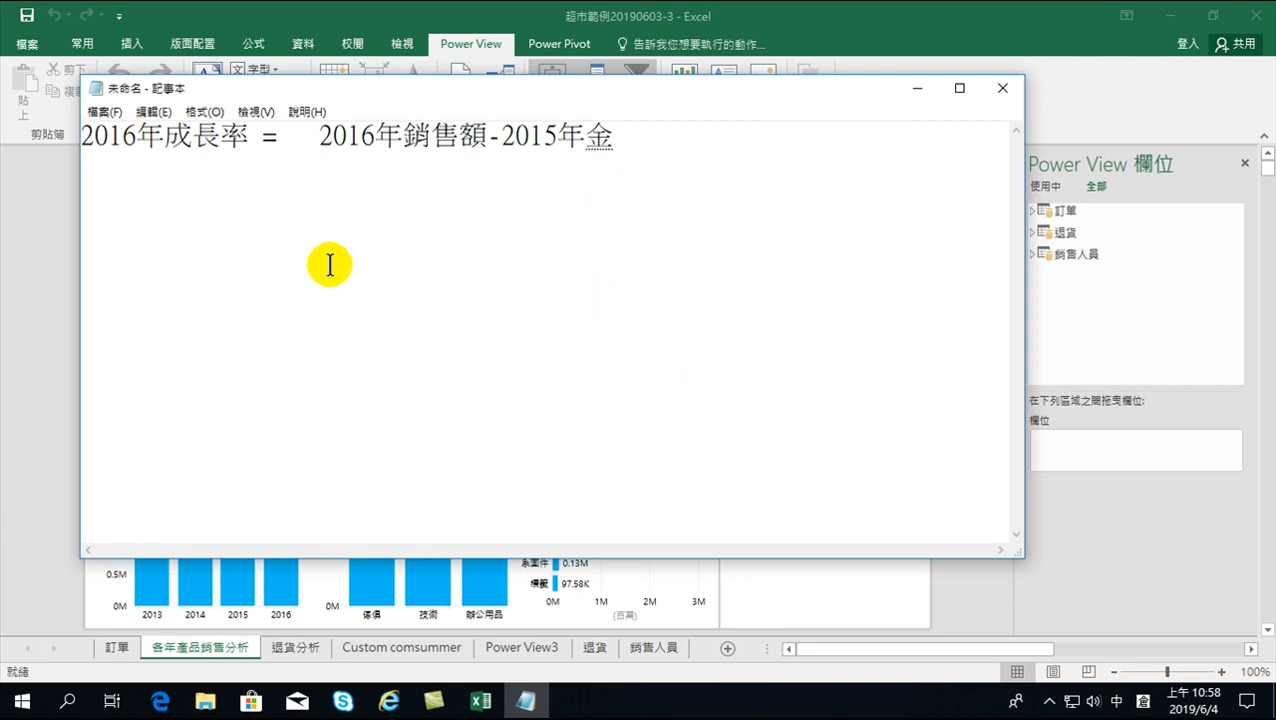 超市範例20190603-3 - Excel
檔案 常用 插入 版面配置 公式 資料 校閱 檢視 Power View Power Pivot 告訴我您想要執行的動作... 登入 共用
貼上
剪下
字型
剪貼簿
未命名 - 記事本
檔案(F) 編輯(E) 格式(O) 檢視(V) 說明(H)
2016年成長率 = 2016年銷售額-2015年金
Power View 欄位
使用中 全部
訂單
退貨
銷售人員
在下列區域之間拖曳欄位:
欄位
0.5M
0M
2013 2014 2015 2016
0M
傢俱 技術 辦公用品
0.13M
標籤 97.58K
0M 1M 2M 3M
(百萬)
訂單 各年產品銷售分析 退貨分析 Custom comsummer Power View3 退貨 銷售人員
就緒
100%
中
上午 10:58
2019/6/4